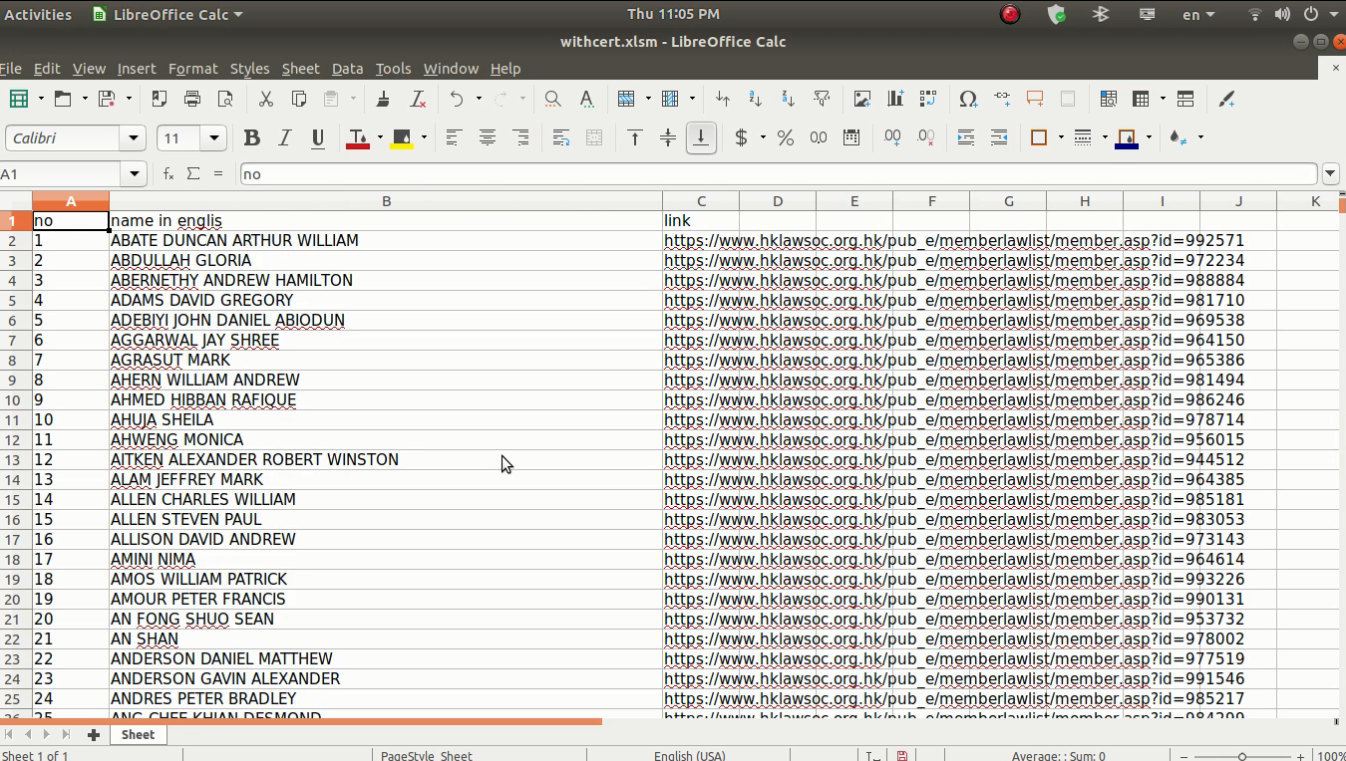 Activities LibreOffice Calc Thu 11:05 PM en
withcert.xlsm - LibreOffice Calc
File Edit View Insert Format Styles Sheet Data Tools Window Help
Calibri 11
A1 no
A B C D E F G H I J K
1 no name in englis link
2 1 ABATE DUNCAN ARTHUR WILLIAM https://www.hklawsoc.org.hk/pub_e/memberlawlist/member.asp?id=992571
3 2 ABDULLAH GLORIA https://www.hklawsoc.org.hk/pub_e/memberlawlist/member.asp?id=972234
4 3 ABERNETHY ANDREW HAMILTON https://www.hklawsoc.org.hk/pub_e/memberlawlist/member.asp?id=988884
5 4 ADAMS DAVID GREGORY https://www.hklawsoc.org.hk/pub_e/memberlawlist/member.asp?id=981710
6 5 ADEBIYI JOHN DANIEL ABIODUN https://www.hklawsoc.org.hk/pub_e/memberlawlist/member.asp?id=969538
7 6 AGGARWAL JAY SHREE https://www.hklawsoc.org.hk/pub_e/memberlawlist/member.asp?id=964150
8 7 AGRASUT MARK https://www.hklawsoc.org.hk/pub_e/memberlawlist/member.asp?id=965386
9 8 AHERN WILLIAM ANDREW https://www.hklawsoc.org.hk/pub_e/memberlawlist/member.asp?id=981494
10 9 AHMED HIBBAN RAFIQUE https://www.hklawsoc.org.hk/pub_e/memberlawlist/member.asp?id=986246
11 10 AHUJA SHEILA https://www.hklawsoc.org.hk/pub_e/memberlawlist/member.asp?id=978714
12 11 AHWENG MONICA https://www.hklawsoc.org.hk/pub_e/memberlawlist/member.asp?id=956015
13 12 AITKEN ALEXANDER ROBERT WINSTON https://www.hklawsoc.org.hk/pub_e/memberlawlist/member.asp?id=944512
14 13 ALAM JEFFREY MARK https://www.hklawsoc.org.hk/pub_e/memberlawlist/member.asp?id=964385
15 14 ALLEN CHARLES WILLIAM https://www.hklawsoc.org.hk/pub_e/memberlawlist/member.asp?id=985181
16 15 ALLEN STEVEN PAUL https://www.hklawsoc.org.hk/pub_e/memberlawlist/member.asp?id=983053
17 16 ALLISON DAVID ANDREW https://www.hklawsoc.org.hk/pub_e/memberlawlist/member.asp?id=973143
18 17 AMINI NIMA https://www.hklawsoc.org.hk/pub_e/memberlawlist/member.asp?id=964614
19 18 AMOS WILLIAM PATRICK https://www.hklawsoc.org.hk/pub_e/memberlawlist/member.asp?id=993226
20 19 AMOUR PETER FRANCIS https://www.hklawsoc.org.hk/pub_e/memberlawlist/member.asp?id=990131
21 20 AN FONG SHUO SEAN https://www.hklawsoc.org.hk/pub_e/memberlawlist/member.asp?id=953732
22 21 AN SHAN https://www.hklawsoc.org.hk/pub_e/memberlawlist/member.asp?id=978002
23 22 ANDERSON DANIEL MATTHEW https://www.hklawsoc.org.hk/pub_e/memberlawlist/member.asp?id=977519
24 23 ANDERSON GAVIN ALEXANDER https://www.hklawsoc.org.hk/pub_e/memberlawlist/member.asp?id=991546
25 24 ANDRES PETER BRADLEY https://www.hklawsoc.org.hk/pub_e/memberlawlist/member.asp?id=985217
26 25 ANG CHEE KHIAN DESMOND
Sheet
Sheet 1 of 1 PageStyle_Sheet English (USA) Average: ; Sum: 0 100%